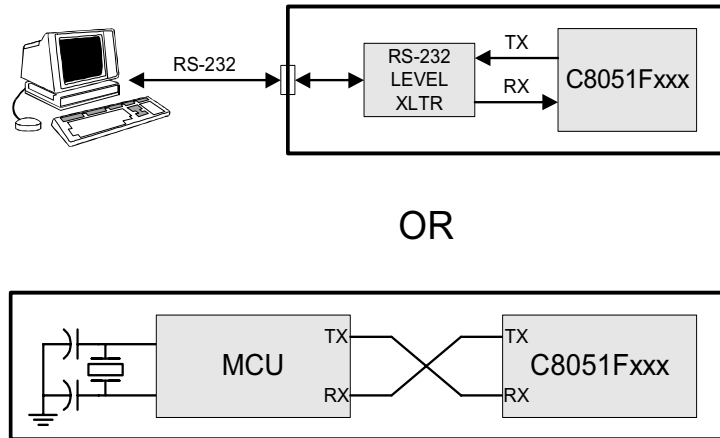 RS-232
RS-232
LEVEL
XLTR
TX
RX
C8051Fxxx
OR
MCU
TX
RX
TX
RX
C8051Fxxx